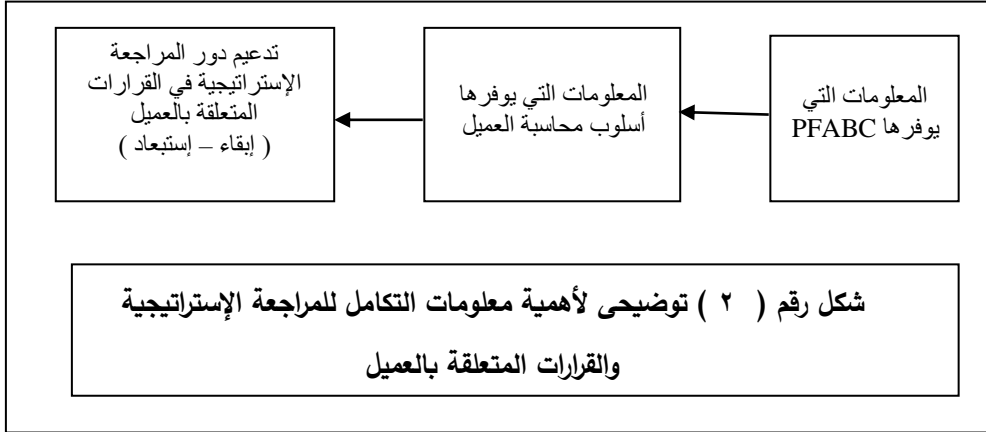 المعلومات التي
يوفرها PFABC
المعلومات التي يوفرها
أسلوب محاسبة العميل
تدعيم دور المراجعة
الإستراتيجية في القرارات
المتعلقة بالعميل
( إبقاء – إستبعاد )
شكل رقم ( ٢ ) توضيحى لأهمية معلومات التكامل للمراجعة الإستراتيجية
والقرارات المتعلقة بالعميل